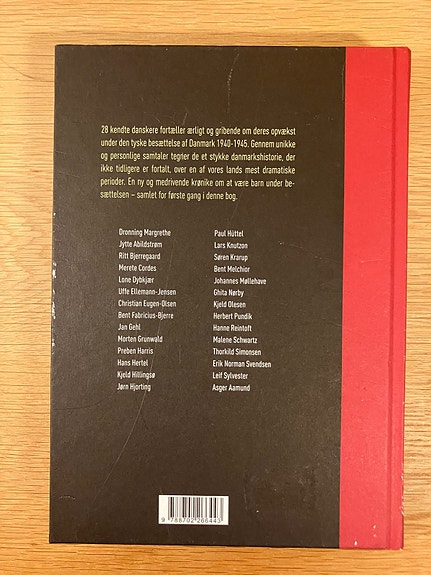 28 kendte danskere fortæller ærligt og gribende om deres opvækst
under den tyske besættelse af Danmark 1940-1945. Gennem unikke
og personlige samtaler tegner de et stykke danmarkshistorie, der
ikke tidligere er fortalt, over en af vores lands mest dramatiske
perioder. En ny og medrivende krønike om at være barn under be-
sættelsen – samlet for første gang i denne bog.
Dronning Margrethe
Jytte Abildstrøm
Ritt Bjerregaard
Merete Cordes
Lone Dybkjær
Uffe Ellemann-Jensen
Christian Eugen-Olsen
Bent Fabricius-Bjerre
Jan Gehl
Morten Grunwald
Preben Harris
Hans Hertel
Kjeld Hillingsø
Jørn Hjorting
Paul Hüttel
Lars Knutzon
Søren Krarup
Bent Melchior
Johannes Møllehave
Ghita Nørby
Kjeld Olesen
Herbert Pundik
Hanne Reintoft
Malene Schwartz
Thorkild Simonsen
Erik Norman Svendsen
Leif Sylvester
Asger Aamund
9 788702 266443